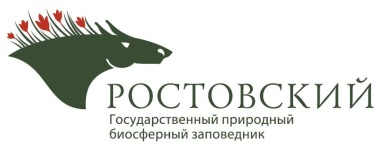 РОСТОВСКИЙ
Государственный природный
биосферный заповедник